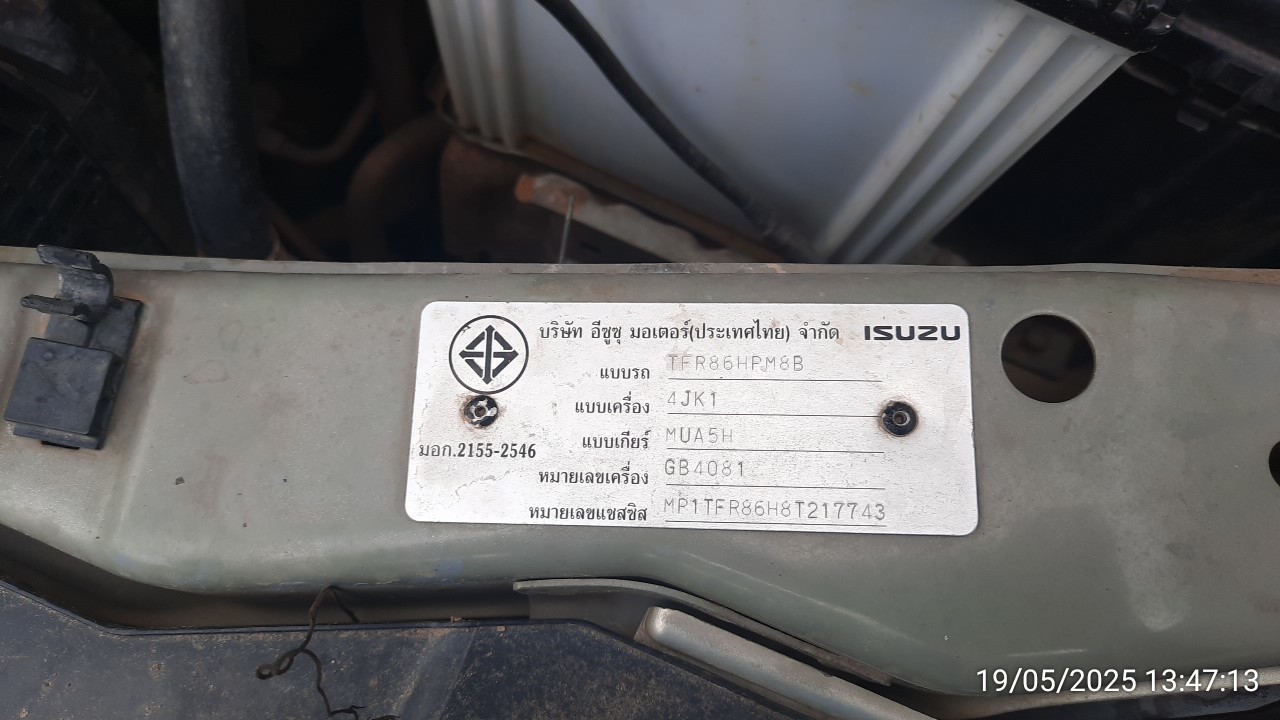 บริษัท อีซูซุ มอเตอร์(ประเทศไทย) จำกัด ISUZU
แบบรถ TFR86HPM8B
แบบเครื่อง 4JK1
แบบเกียร์ MUA5H
มอก.2155-2546
หมายเลขเครื่อง GB4081
หมายเลขแชสซิส MP1TFR86H8T217743
19/05/2025 13:47:13